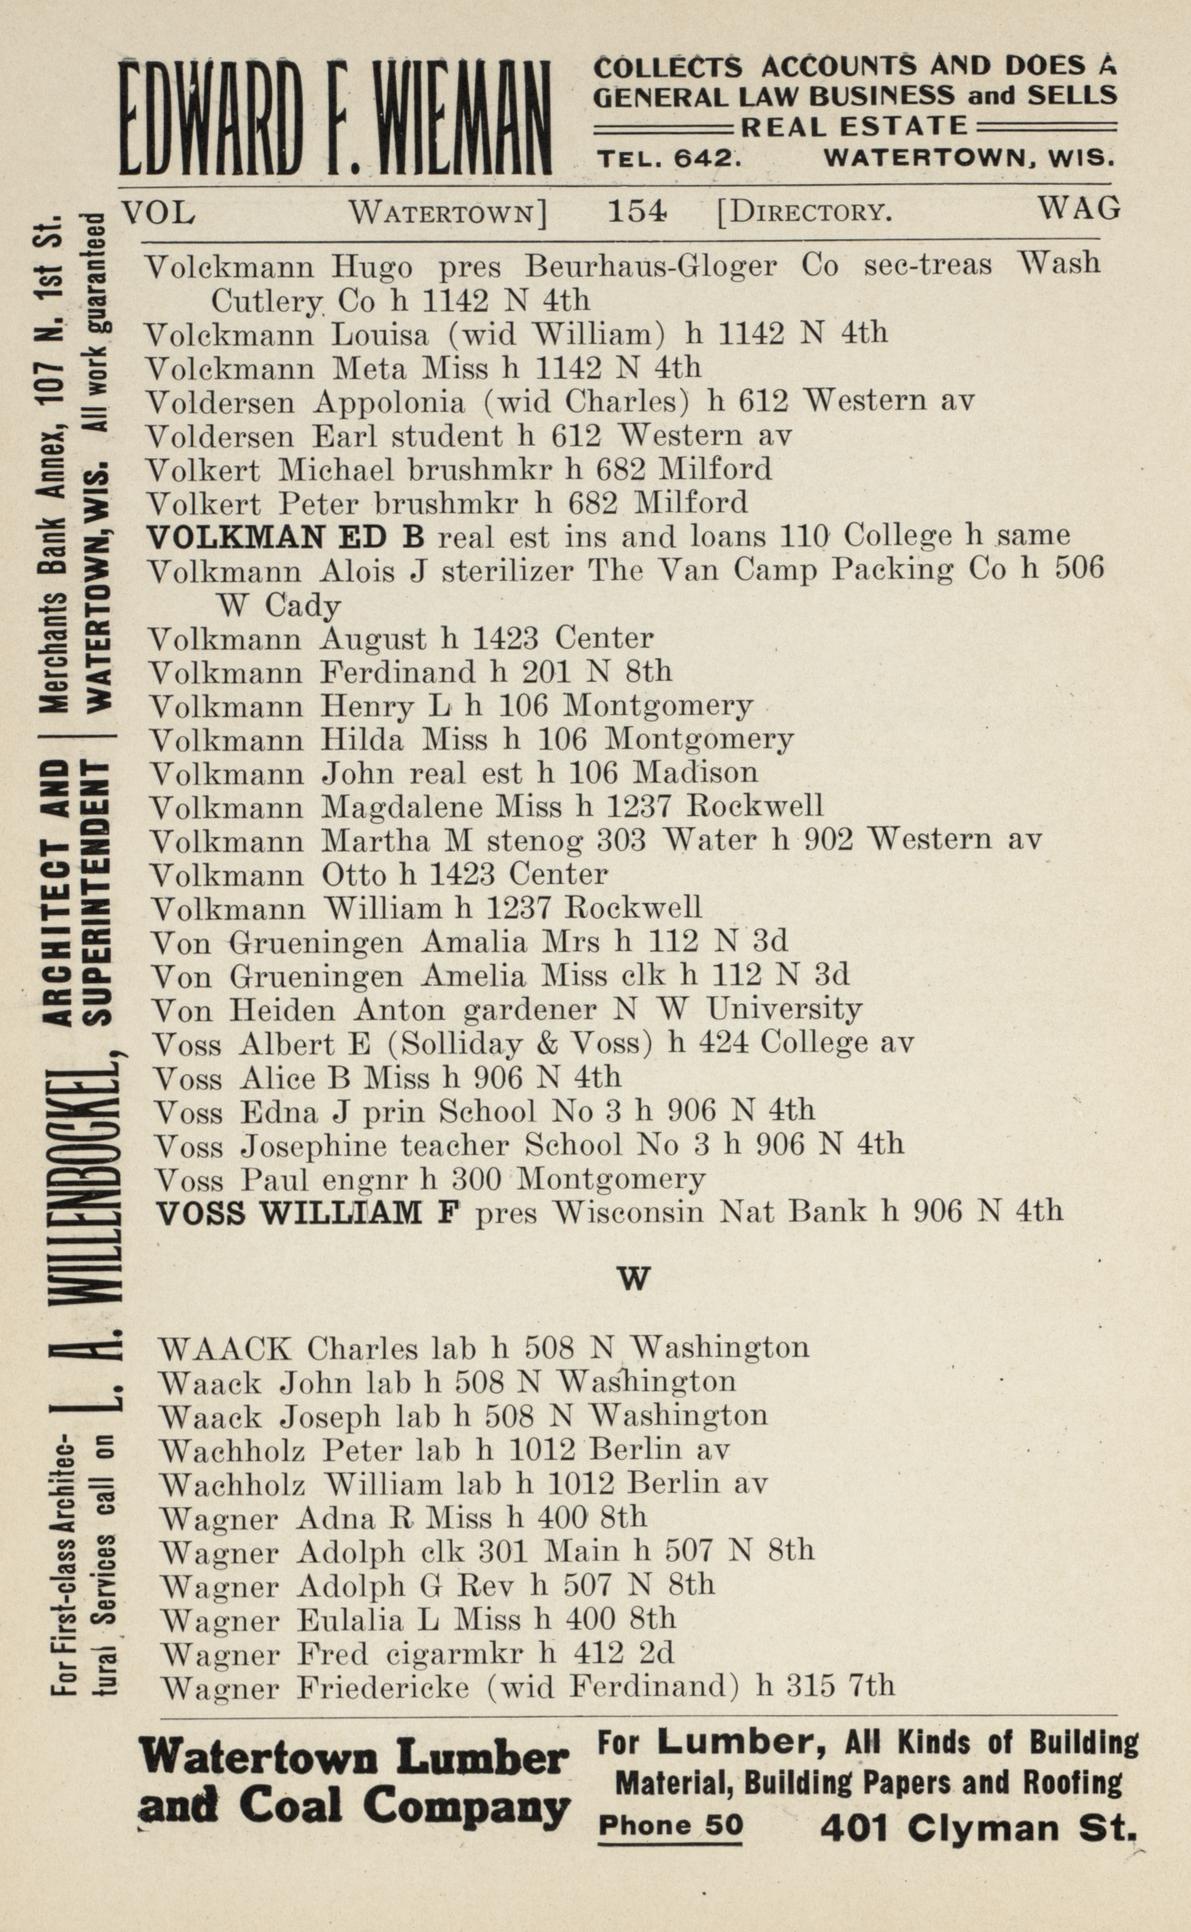 EDWARD F. WIEMAN
COLLECTS ACCOUNTS AND DOES A
GENERAL LAW BUSINESS and SELLS
REAL ESTATE
TEL. 642. WATERTOWN, WIS.
VOL WATERTOWN] 154 [DIRECTORY. WAG
Volckmann Hugo pres Beurhaus-Gloger Co sec-treas Wash
Cutlery Co h 1142 N 4th
Volckmann Louisa (wid William) h 1142 N 4th
Volckmann Meta Miss h 1142 N 4th
Voldersen Appolonia (wid Charles) h 612 Western av
Voldersen Earl student h 612 Western av
Volkert Michael brushmkr h 682 Milford
Volkert Peter brushmkr h 682 Milford
VOLKMAN ED B real est ins and loans 110 College h same
Volkmann Alois J sterilizer The Van Camp Packing Co h 506
W Cady
Volkmann August h 1423 Center
Volkmann Ferdinand h 201 N 8th
Volkmann Henry L h 106 Montgomery
Volkmann Hilda Miss h 106 Montgomery
Volkmann John real est h 106 Madison
Volkmann Magdalene Miss h 1237 Rockwell
Volkmann Martha M stenog 303 Water h 902 Western av
Volkmann Otto h 1423 Center
Volkmann William h 1237 Rockwell
Von Grueningen Amalia Mrs h 112 N 3d
Von Grueningen Amelia Miss clk h 112 N 3d
Von Heiden Anton gardener N W University
Voss Albert E (Solliday & Voss) h 424 College av
Voss Alice B Miss h 906 N 4th
Voss Edna J prin School No 3 h 906 N 4th
Voss Josephine teacher School No 3 h 906 N 4th
Voss Paul engnr h 300 Montgomery
VOSS WILLIAM F pres Wisconsin Nat Bank h 906 N 4th
W
WAACK Charles lab h 508 N Washington
Waack John lab h 508 N Washington
Waack Joseph lab h 508 N Washington
Wachholz Peter lab h 1012 Berlin av
Wachholz William lab h 1012 Berlin av
Wagner Adna R Miss h 400 8th
Wagner Adolph clk 301 Main h 507 N 8th
Wagner Adolph G Rev h 507 N 8th
Wagner Eulalia L Miss h 400 8th
Wagner Fred cigarmkr h 412 2d
Wagner Friedericke (wid Ferdinand) h 315 7th
For First-class Architec-
tural Services call on
L. A. WILLENBOCKEL,
ARCHITECT AND
SUPERINTENDENT
Merchants Bank Annex, 107 N. 1st St.
WATERTOWN, WIS. All work guaranteed
Watertown Lumber
and Coal Company
For Lumber, All Kinds of Building
Material, Building Papers and Roofing
Phone 50 401 Clyman St.